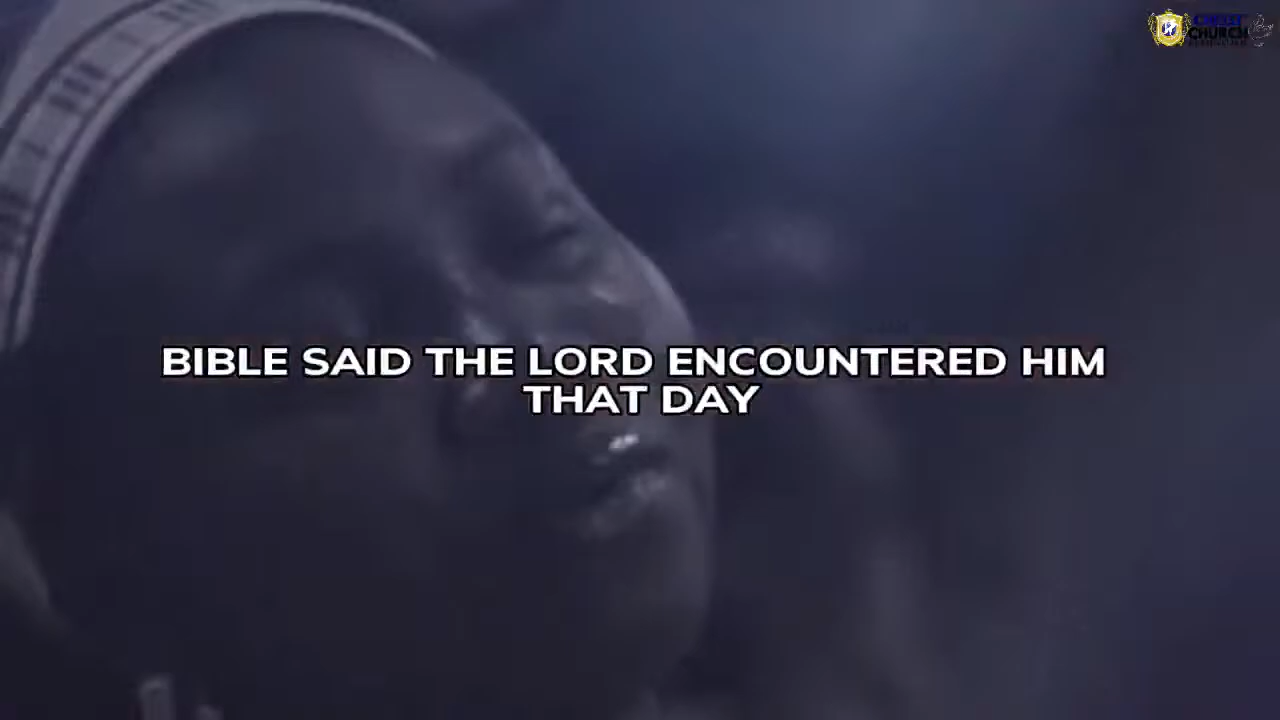 CHRIST
CHURCH
BIBLE SAID THE LORD ENCOUNTERED HIM
THAT DAY